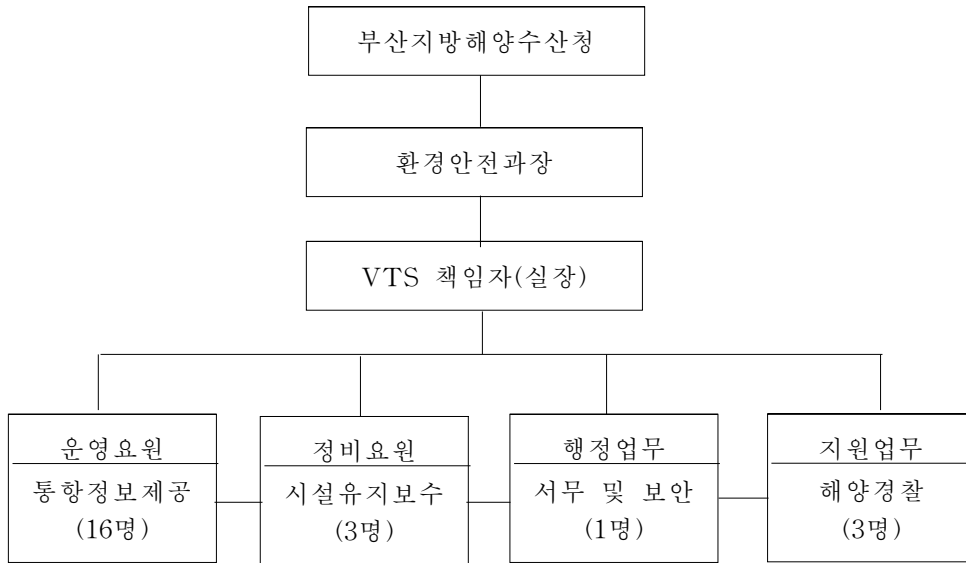 부산지방해양수산청
환경안전과장
VTS 책임자(실장)
운영요원
통항정보제공
(16명)
정비요원
시설유지보수
(3명)
행정업무
서무 및 보안
(1명)
지원업무
해양경찰
(3명)